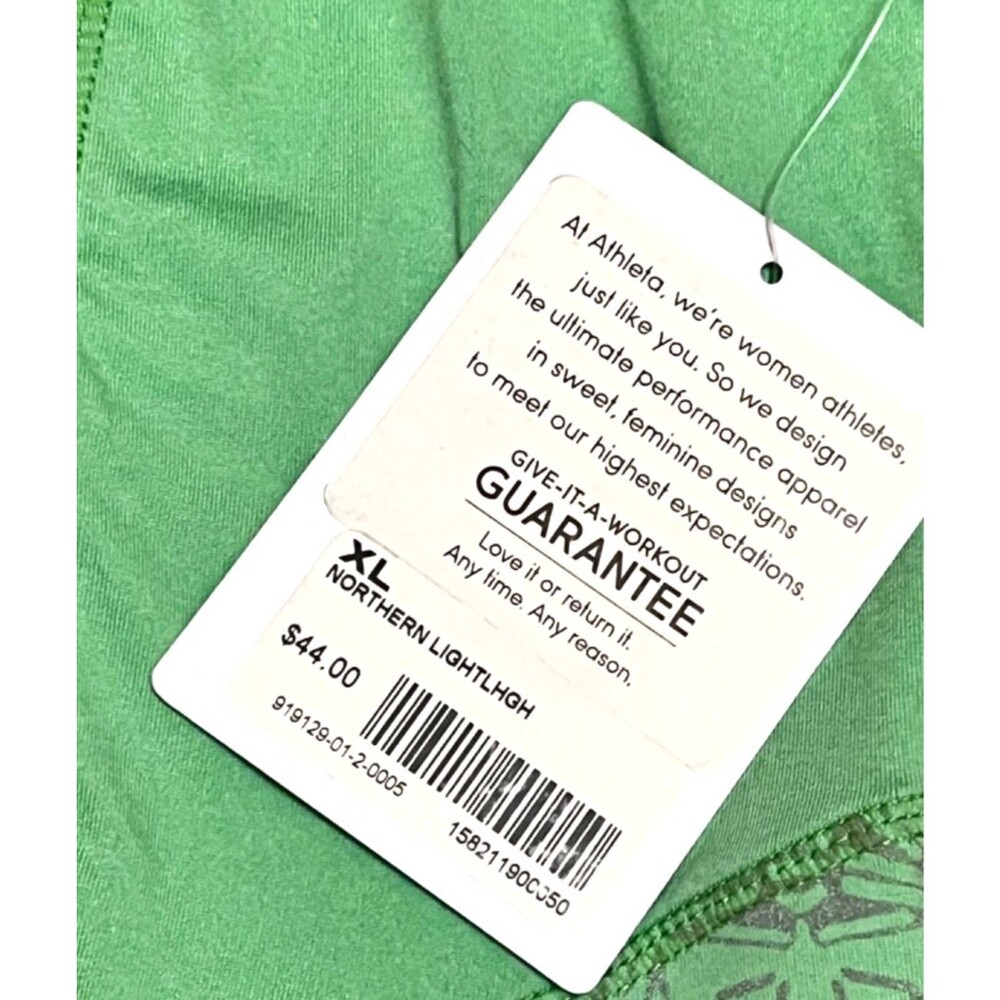 At Athleta, we're women athletes,
just like you. So we design
the ultimate performance apparel
in sweet, feminine designs
to meet our highest expectations.
GIVE-IT-A-WORKOUT
GUARANTEE
Love it or return it.
Any time. Any reason.
XL
NORTHERN LIGHTLHGH
$44.00
919129-01-2-0005